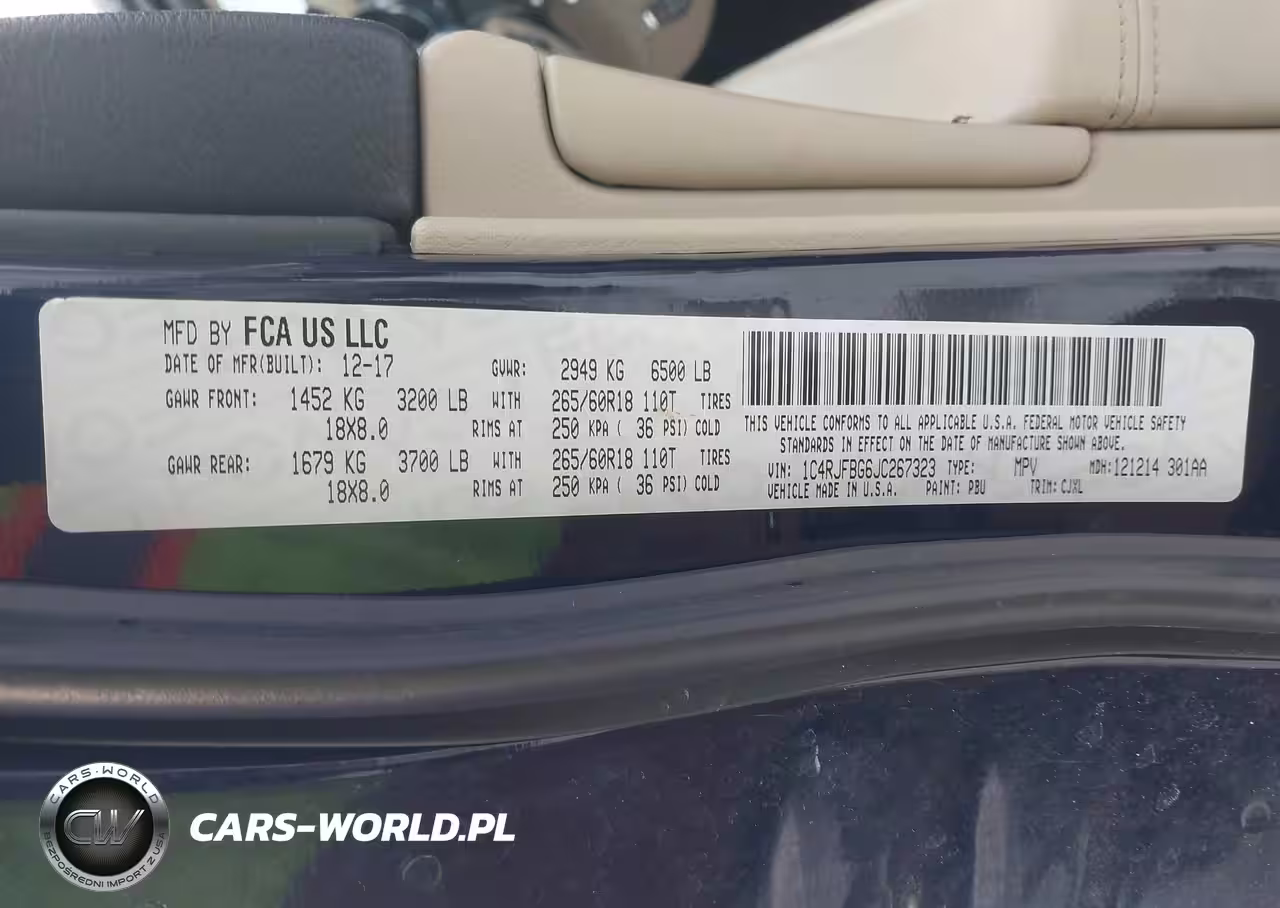 MFD BY FCA US LLC
DATE OF MFR(BUILT): 12-17 GVWR: 2949 KG 6500 LB
GAWR FRONT: 1452 KG 3200 LB WITH 265/60R18 110T TIRES
18X8.0 RIMS AT 250 KPA ( 36 PSI) COLD
GAWR REAR: 1679 KG 3700 LB WITH 265/60R18 110T TIRES
18X8.0 RIMS AT 250 KPA ( 36 PSI) COLD
THIS VEHICLE CONFORMS TO ALL APPLICABLE U.S.A. FEDERAL MOTOR VEHICLE SAFETY
STANDARDS IN EFFECT ON THE DATE OF MANUFACTURE SHOWN ABOVE.
VIN: 1C4RJFBG6JC267323 TYPE: MPV MDH:121214 301AA
VEHICLE MADE IN U.S.A. PAINT: PBU TRIM: CJXL
CARS-WORLD
CW
BEZPOŚREDNI IMPORT Z USA
CARS-WORLD.PL